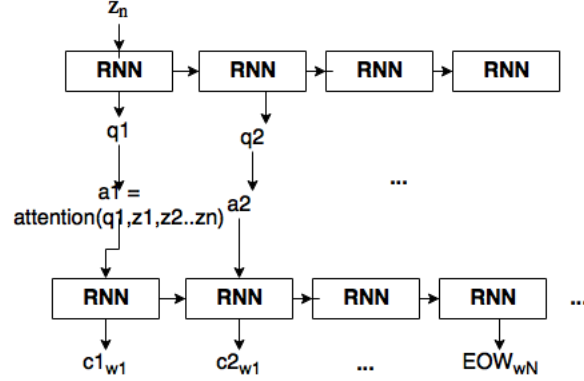 zn
RNN RNN RNN RNN
q1 q2
...
a1 =
attention(q1,z1,z2..zn) a2
RNN RNN RNN RNN ...
c1w1 c2w1 ... EOWwN